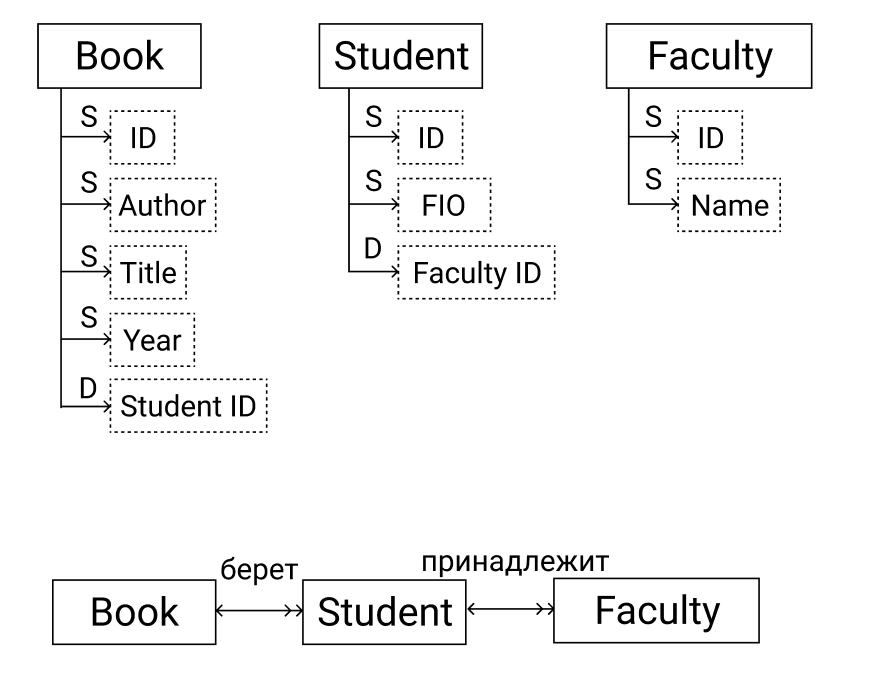 Book
S
ID
S
Author
S
Title
S
Year
D
Student ID
Student
S
ID
S
FIO
D
Faculty ID
Faculty
S
ID
S
Name
берет
принадлежит
Book
Student
Faculty